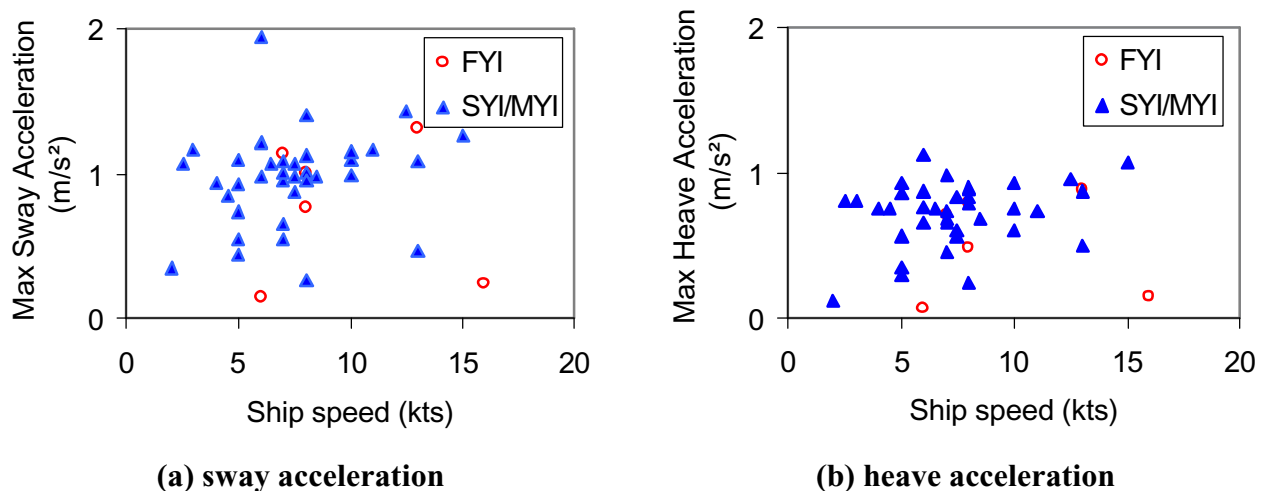 Max Sway Acceleration
(m/s²)
2
1
0
0 5 10 15 20
Ship speed (kts)
FYI
SYI/MYI
(a) sway acceleration
Max Heave Acceleration
(m/s²)
2
1
0
0 5 10 15 20
Ship speed (kts)
FYI
SYI/MYI
(b) heave acceleration